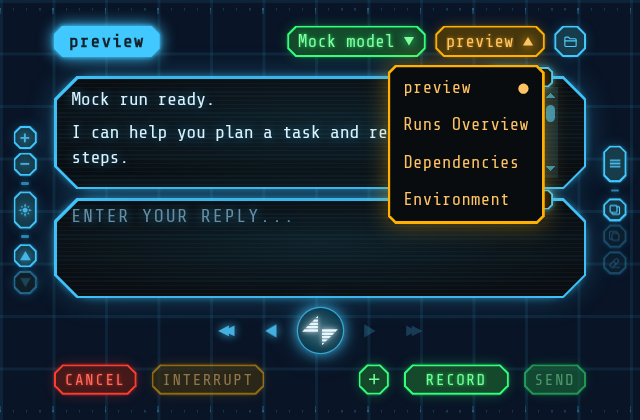 preview
Mock model
preview
Mock run ready.
I can help you plan a task and re
steps.
preview
Runs Overview
Dependencies
Environment
ENTER YOUR REPLY...
CANCEL
INTERRUPT
+
RECORD
SEND